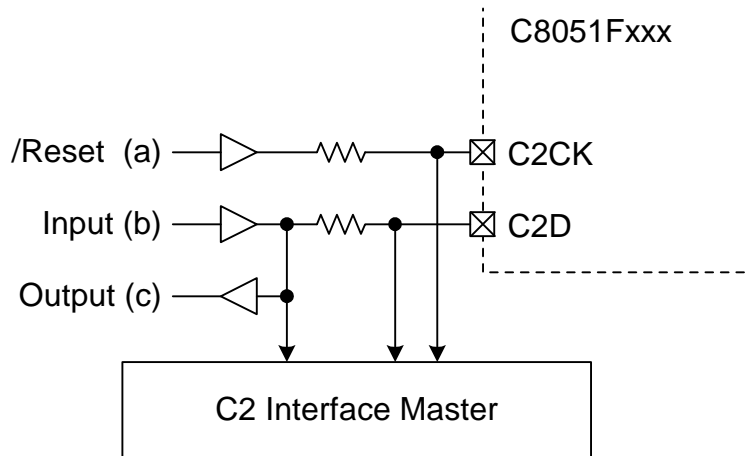 C8051Fxxx
/Reset (a)
C2CK
Input (b)
C2D
Output (c)
C2 Interface Master